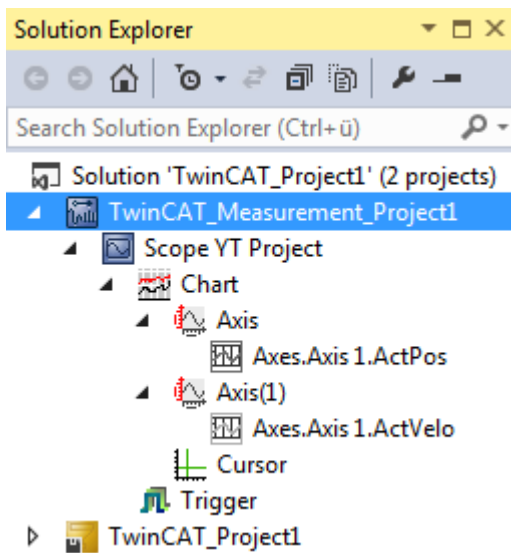 Solution Explorer
Search Solution Explorer (Ctrl+ü)
Solution 'TwinCAT_Project1' (2 projects)
TwinCAT_Measurement_Project1
Scope YT Project
Chart
Axis
Axes.Axis 1.ActPos
Axis(1)
Axes.Axis 1.ActVelo
Cursor
Trigger
TwinCAT_Project1